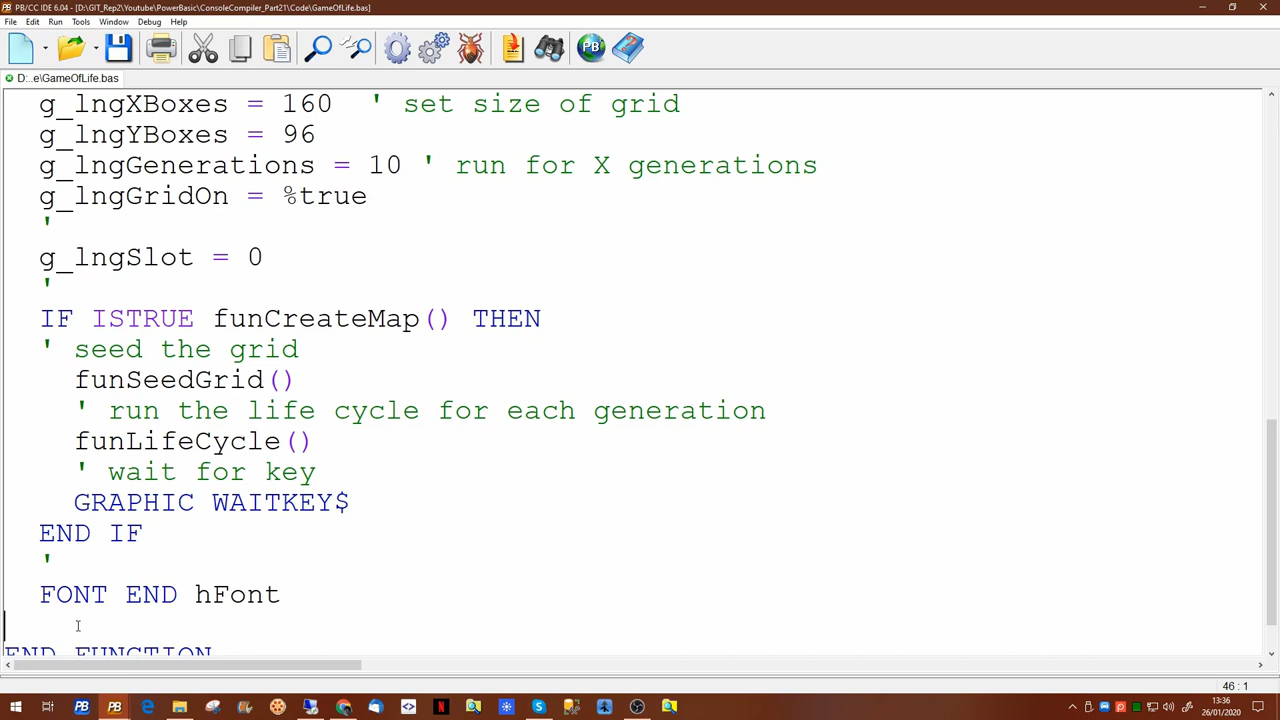 PB/CC IDE 6.04 - [D:\GIT_Rep2\Youtube\PowerBasic\ConsoleCompiler_Part21\Code\GameOfLife.bas]
File Edit Run Tools Window Debug Help
PB
D:..e\GameOfLife.bas
g_lngXBoxes = 160 ' set size of grid
g_lngYBoxes = 96
g_lngGenerations = 10 ' run for X generations
g_lngGridOn = %true
'
g_lngSlot = 0
'
IF ISTRUE funCreateMap() THEN
' seed the grid
funSeedGrid()
' run the life cycle for each generation
funLifeCycle()
' wait for key
GRAPHIC WAITKEY$
END IF
'
FONT END hFont
END FUNCTION
46 : 1
PB PB N S
13:36
26/01/2020